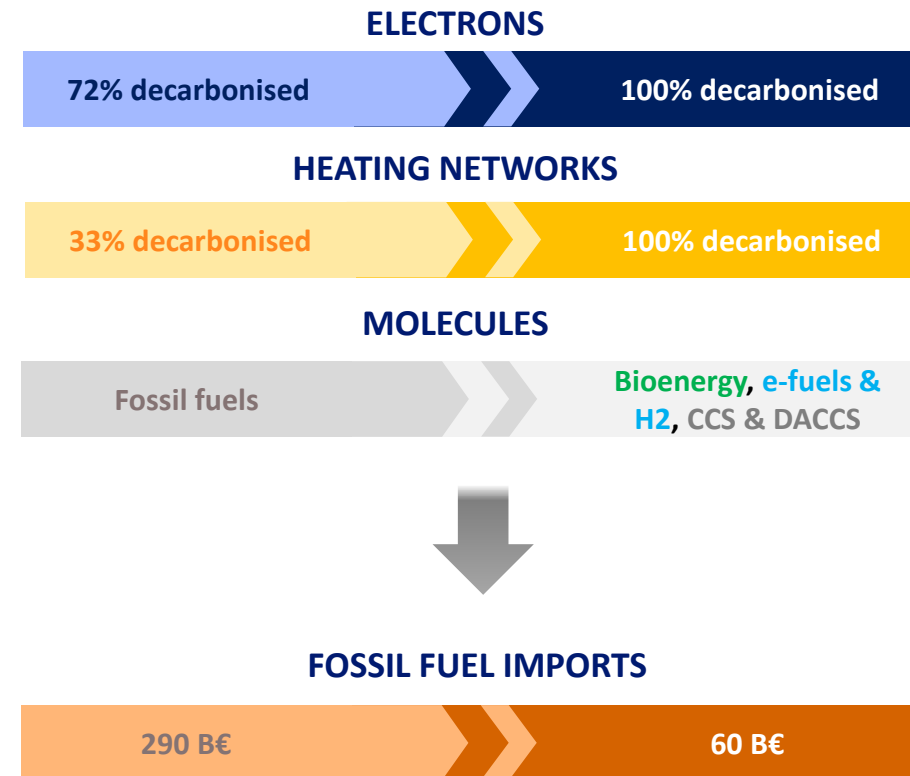 ELECTRONS
72% decarbonised
100% decarbonised
HEATING NETWORKS
33% decarbonised
100% decarbonised
MOLECULES
Fossil fuels
Bioenergy, e-fuels &
H2, CCS & DACCS
FOSSIL FUEL IMPORTS
290 B€
60 B€